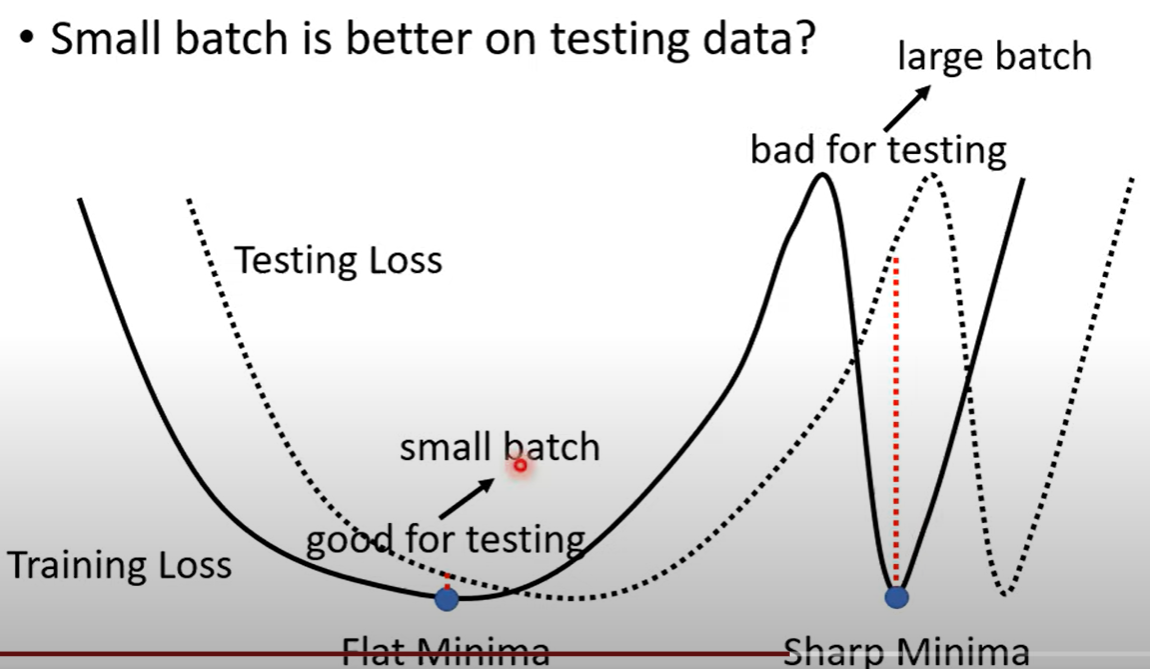 • Small batch is better on testing data?
large batch
bad for testing
Testing Loss
small batch
good for testing
Training Loss
Flat Minima
Sharp Minima